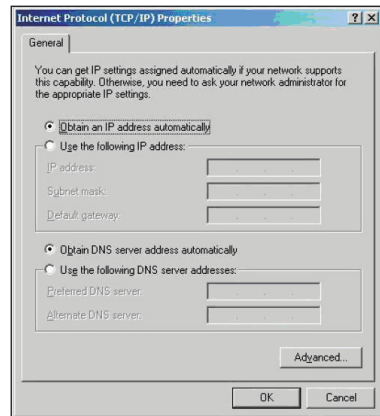 Internet Protocol (TCP/IP) Properties
General
You can get IP settings assigned automatically if your network supports
this capability. Otherwise, you need to ask your network administrator for
the appropriate IP settings.
Obtain an IP address automatically
Use the following IP address:
IP address:
Subnet mask:
Default gateway:
Obtain DNS server address automatically
Use the following DNS server addresses:
Preferred DNS server:
Alternate DNS server:
Advanced...
OK
Cancel